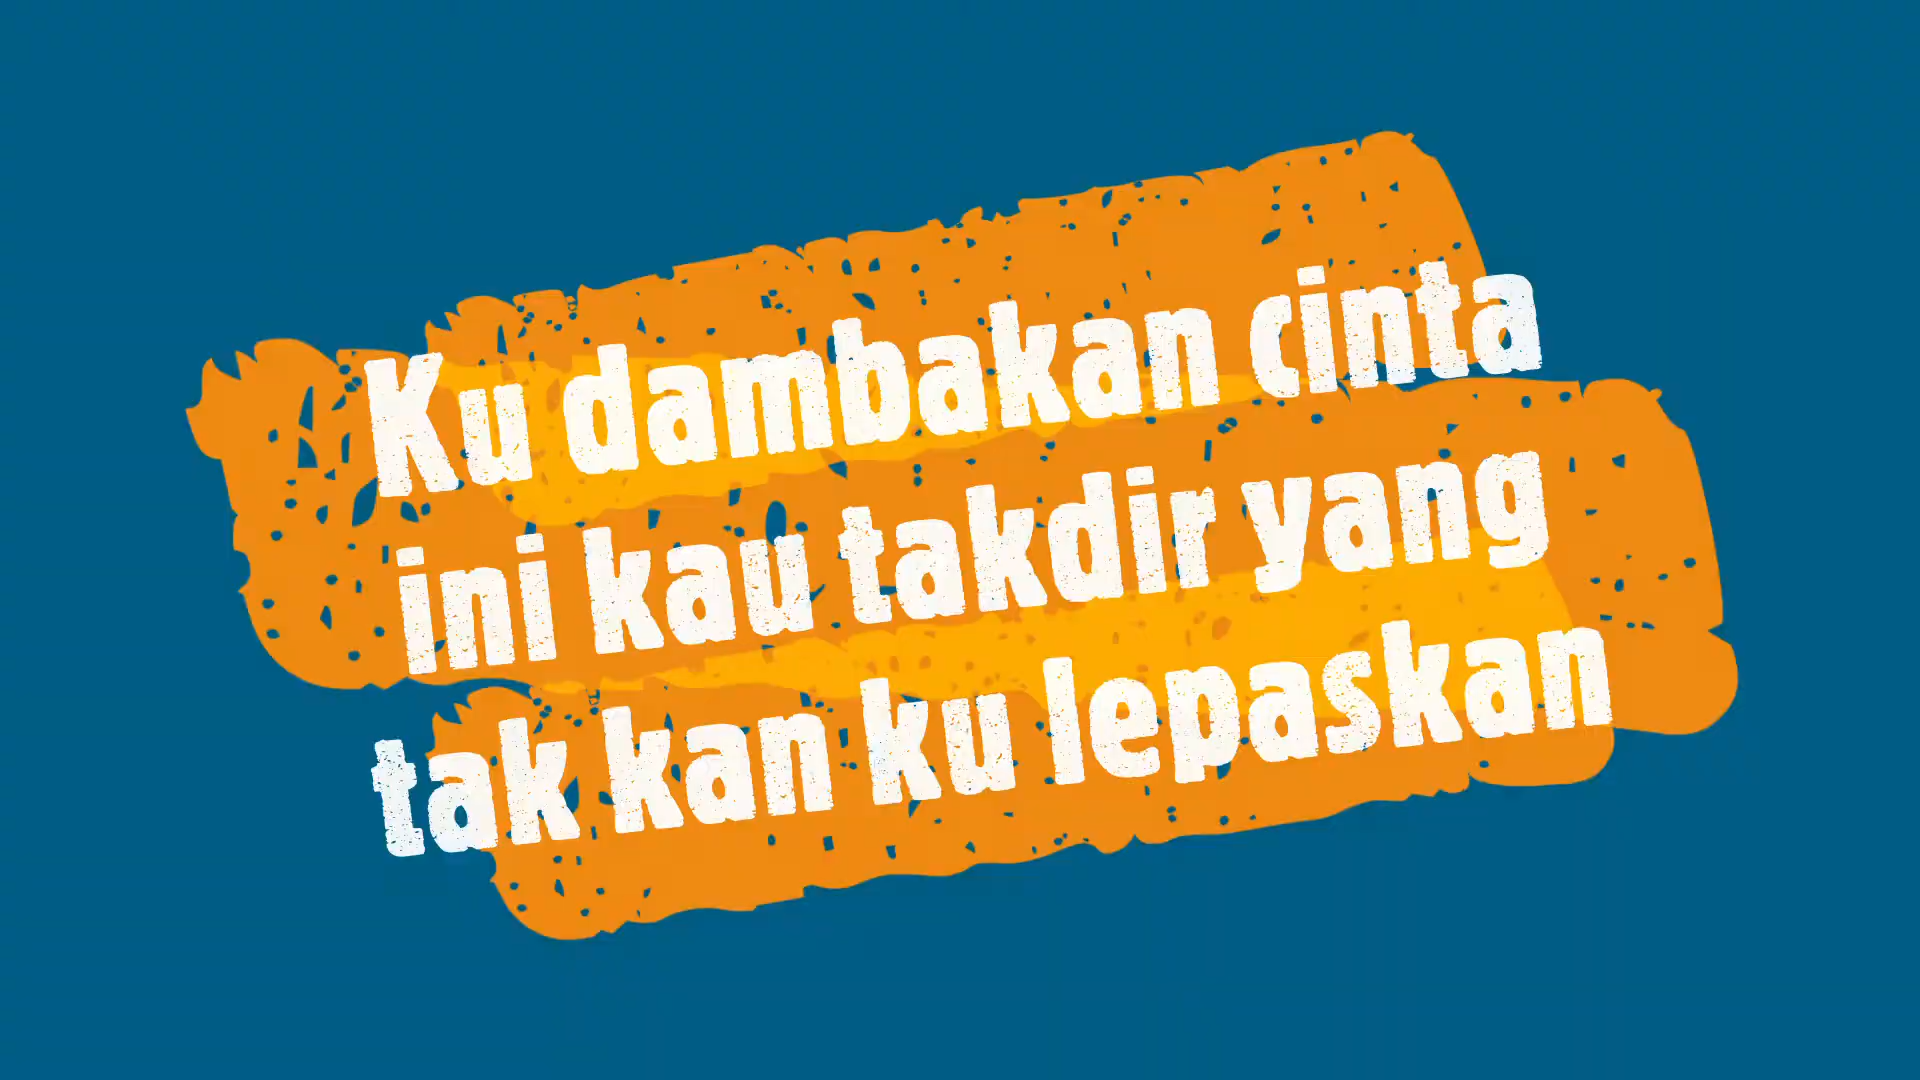 Ku dambakan cinta
ini kau takdir yang
tak kan ku lepaskan